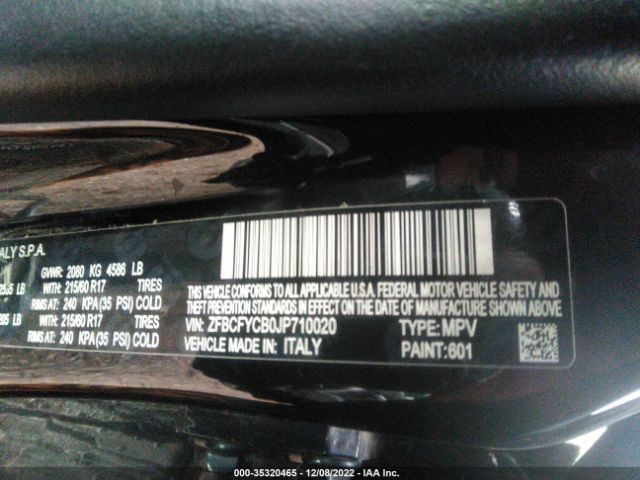 ALY S.P.A.
GVWR: 2080 KG 4586 LB
LB WITH: 215/60 R17 TIRES
RIMS AT: 240 KPA(35 PSI) COLD
LB WITH: 215/60 R17 TIRES
RIMS AT: 240 KPA(35 PSI) COLD
THIS VEHICLE CONFORMS TO ALL APPLICABLE U.S.A. FEDERAL MOTOR VEHICLE SAFETY AND
THEFT PREVENTION STANDARDS IN EFFECT ON THE DATE OF MANUFACTURE SHOWN ABOVE.
VIN: ZFBCFYCB0JP710020 TYPE: MPV
VEHICLE MADE IN: ITALY PAINT: 601
000-35320465 - 12/08/2022 - IAA Inc.